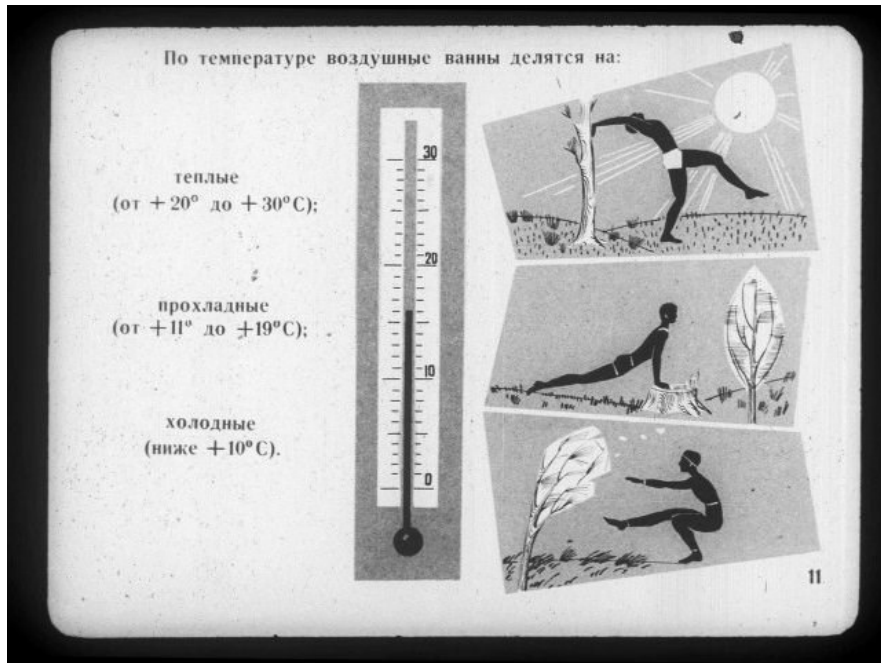 По температуре воздушные ванны делятся на:
теплые
(от +20° до +30°С);
прохладные
(от +11° до +19°С);
холодные
(ниже +10°С).
30
20
10
0
11